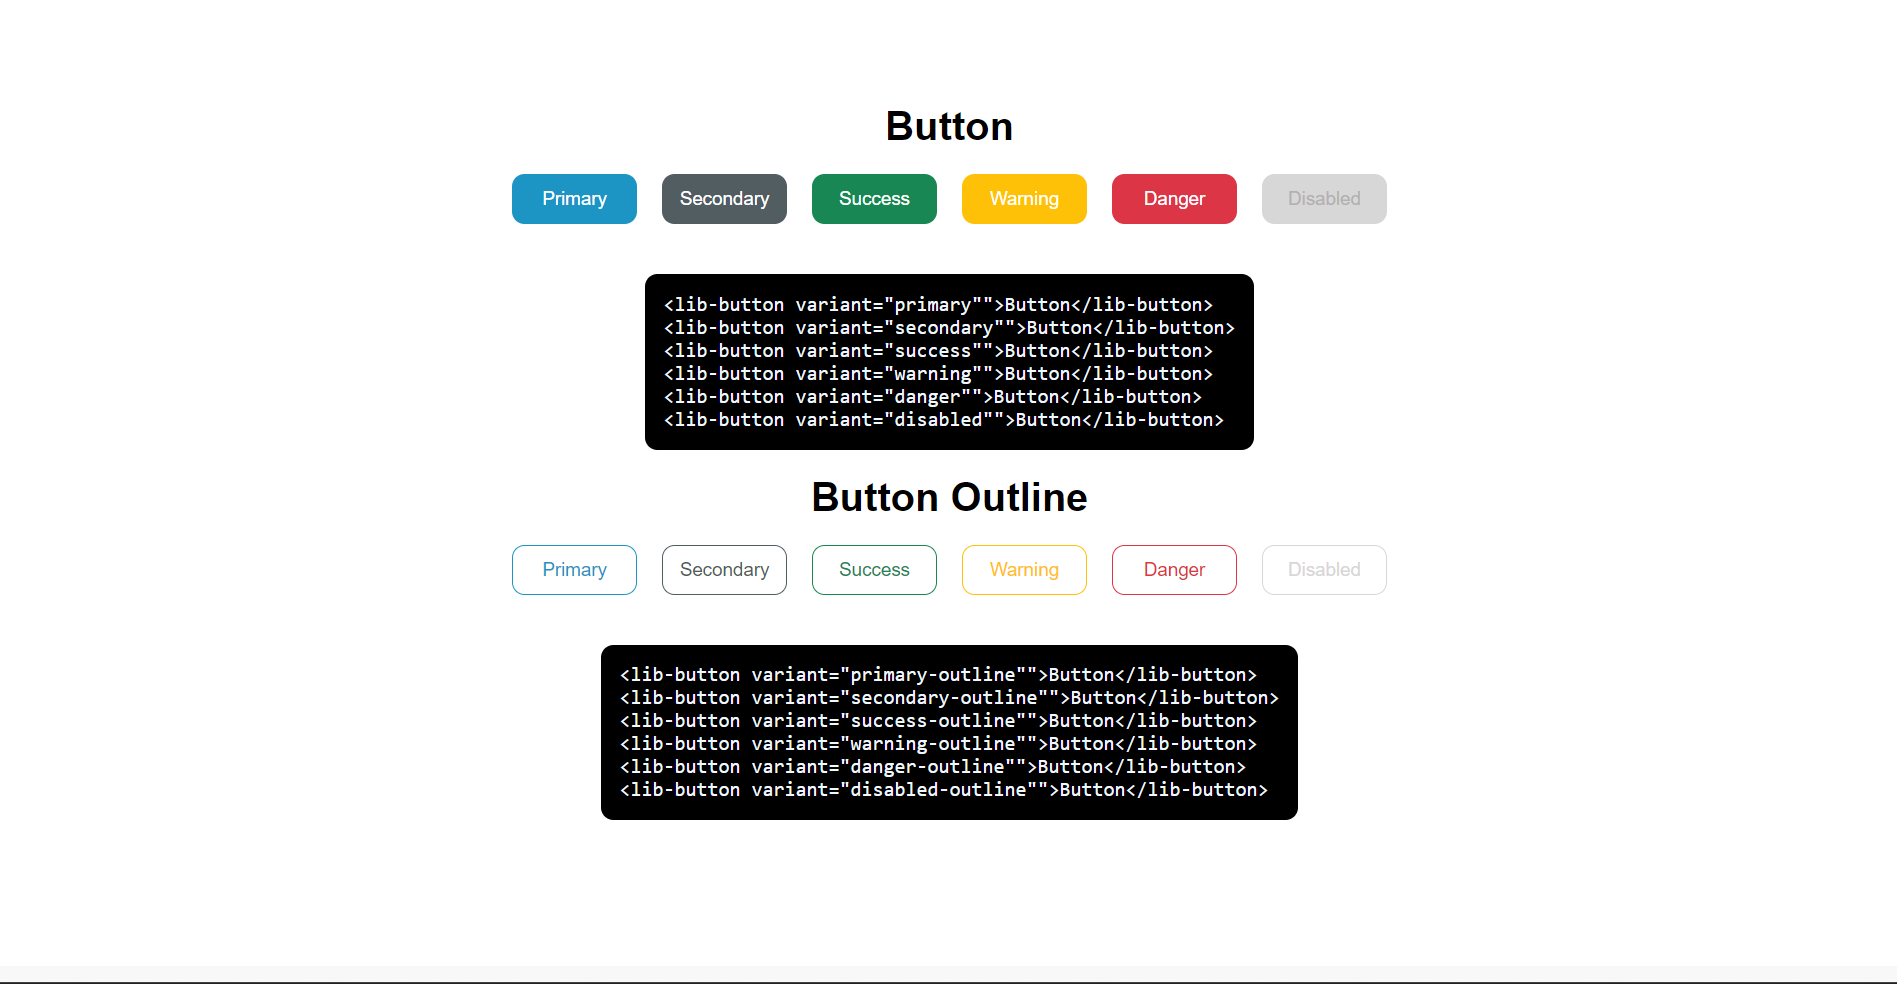 Button
Primary Secondary Success Warning Danger Disabled
<lib-button variant="primary"">Button</lib-button>
<lib-button variant="secondary"">Button</lib-button>
<lib-button variant="success"">Button</lib-button>
<lib-button variant="warning"">Button</lib-button>
<lib-button variant="danger"">Button</lib-button>
<lib-button variant="disabled"">Button</lib-button>
Button Outline
Primary Secondary Success Warning Danger Disabled
<lib-button variant="primary-outline"">Button</lib-button>
<lib-button variant="secondary-outline"">Button</lib-button>
<lib-button variant="success-outline"">Button</lib-button>
<lib-button variant="warning-outline"">Button</lib-button>
<lib-button variant="danger-outline"">Button</lib-button>
<lib-button variant="disabled-outline"">Button</lib-button>